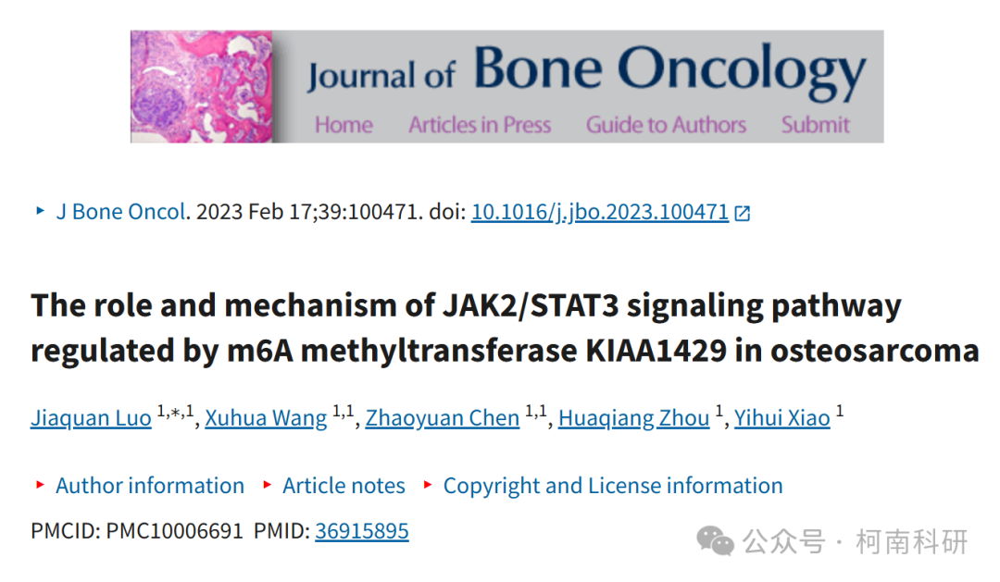 Journal of Bone Oncology
Home Articles in Press Guide to Authors Submit
‣ J Bone Oncol. 2023 Feb 17;39:100471. doi: 10.1016/j.jbo.2023.100471
The role and mechanism of JAK2/STAT3 signaling pathway
regulated by m6A methyltransferase KIAA1429 in osteosarcoma
Jiaquan Luo 1,*,1, Xuhua Wang 1,1, Zhaoyuan Chen 1,1, Huaqiang Zhou 1, Yihui Xiao 1
‣ Author information ‣ Article notes ‣ Copyright and License information
PMCID: PMC10006691 PMID: 36915895
公众号 · 柯南科研